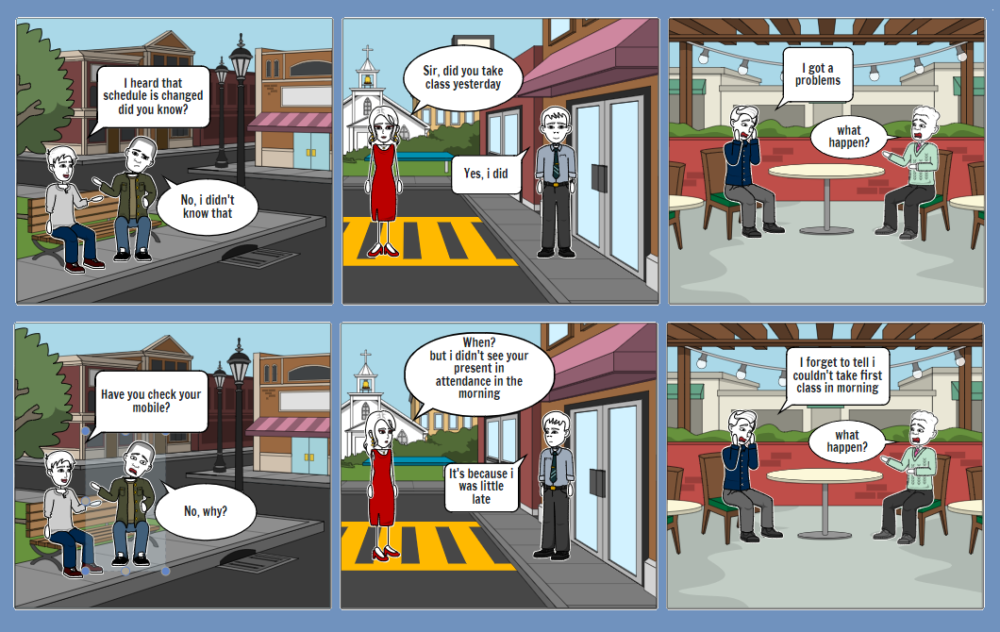 I heard that
schedule is changed
did you know?
No, i didn't
know that
Sir, did you take
class yesterday
Yes, i did
I got a
problems
what
happen?
Have you check your
mobile?
No, why?
When?
but i didn't see your
present in
attendance in the
morning
It's because i
was little
late
I forget to tell i
couldn't take first
class in morning
what
happen?